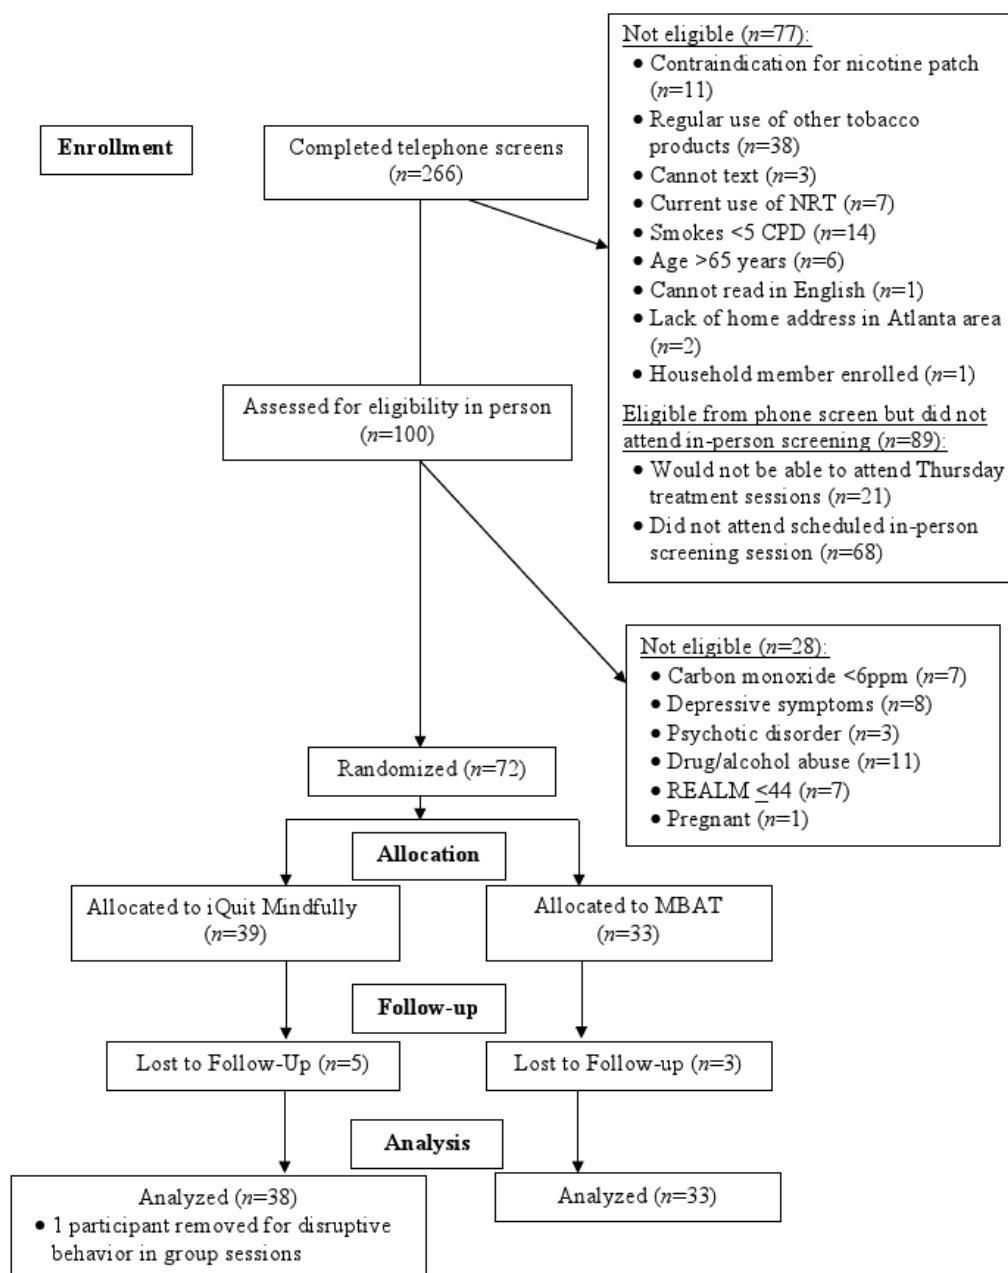 Enrollment
Completed telephone screens
(n=266)
Not eligible (n=77):
• Contraindication for nicotine patch
(n=11)
• Regular use of other tobacco
products (n=38)
• Cannot text (n=3)
• Current use of NRT (n=7)
• Smokes <5 CPD (n=14)
• Age >65 years (n=6)
• Cannot read in English (n=1)
• Lack of home address in Atlanta area
(n=2)
• Household member enrolled (n=1)
Eligible from phone screen but did not
attend in-person screening (n=89):
• Would not be able to attend Thursday
treatment sessions (n=21)
• Did not attend scheduled in-person
screening session (n=68)
Assessed for eligibility in person
(n=100)
Not eligible (n=28):
• Carbon monoxide <6ppm (n=7)
• Depressive symptoms (n=8)
• Psychotic disorder (n=3)
• Drug/alcohol abuse (n=11)
• REALM ≤44 (n=7)
• Pregnant (n=1)
Randomized (n=72)
Allocation
Allocated to iQuit Mindfully
(n=39)
Allocated to MBAT
(n=33)
Follow-up
Lost to Follow-Up (n=5)
Lost to Follow-up (n=3)
Analysis
Analyzed (n=38)
• 1 participant removed for disruptive
behavior in group sessions
Analyzed (n=33)